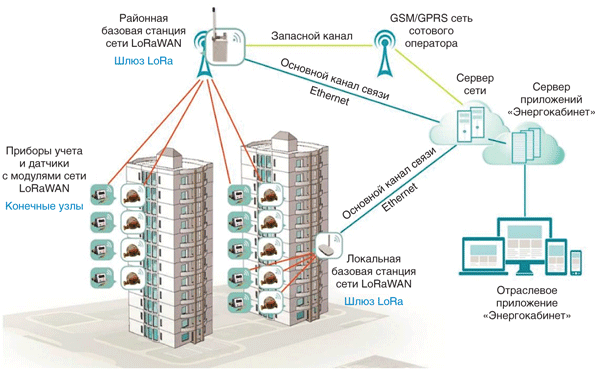 Районная
базовая станция
сети LoRaWAN
Шлюз LoRa
Запасной канал
GSM/GPRS сеть
сотового
оператора
Основной канал связи
Ethernet
Сервер
сети
Сервер
приложений
«Энергокабинет»
Приборы учета
и датчики
с модулями сети
LoRaWAN
Конечные узлы
Основной канал связи
Ethernet
Локальная
базовая станция
сети LoRaWAN
Шлюз LoRa
Отраслевое
приложение
«Энергокабинет»